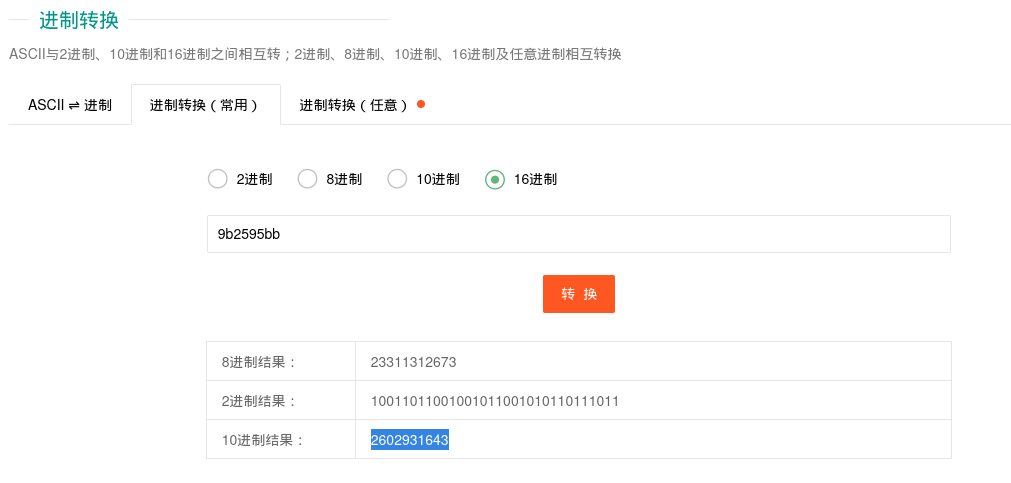 进制转换
ASCII与2进制、10进制和16进制之间相互转；2进制、8进制、10进制、16进制及任意进制相互转换
ASCII ⇌ 进制 进制转换（常用） 进制转换（任意）
2进制 8进制 10进制 16进制
9b2595bb
转 换
8进制结果： 23311312673
2进制结果： 10011011001001011001010110111011
10进制结果： 2602931643